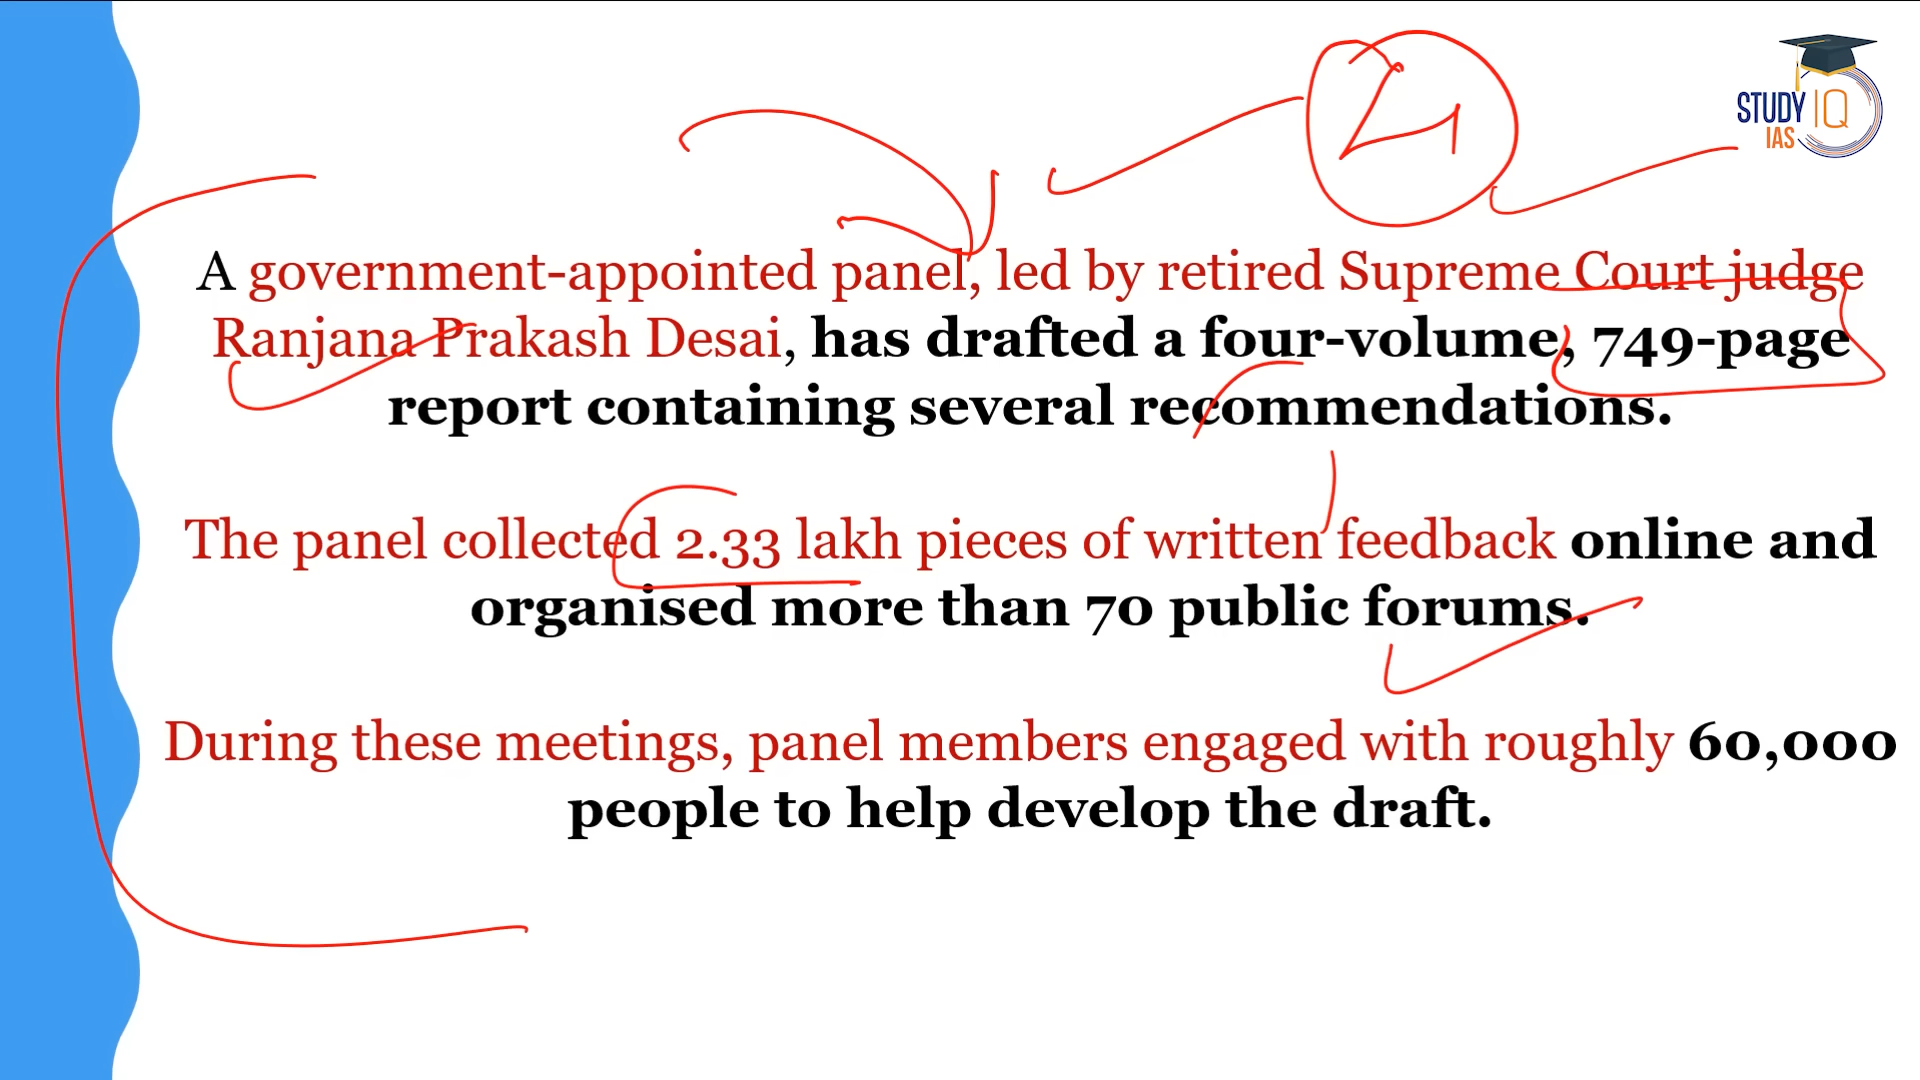 STUDY IQ
IAS
A government-appointed panel, led by retired Supreme Court judge
Ranjana Prakash Desai, has drafted a four-volume, 749-page
report containing several recommendations.
The panel collected 2.33 lakh pieces of written feedback online and
organised more than 70 public forums.
During these meetings, panel members engaged with roughly 60,000
people to help develop the draft.